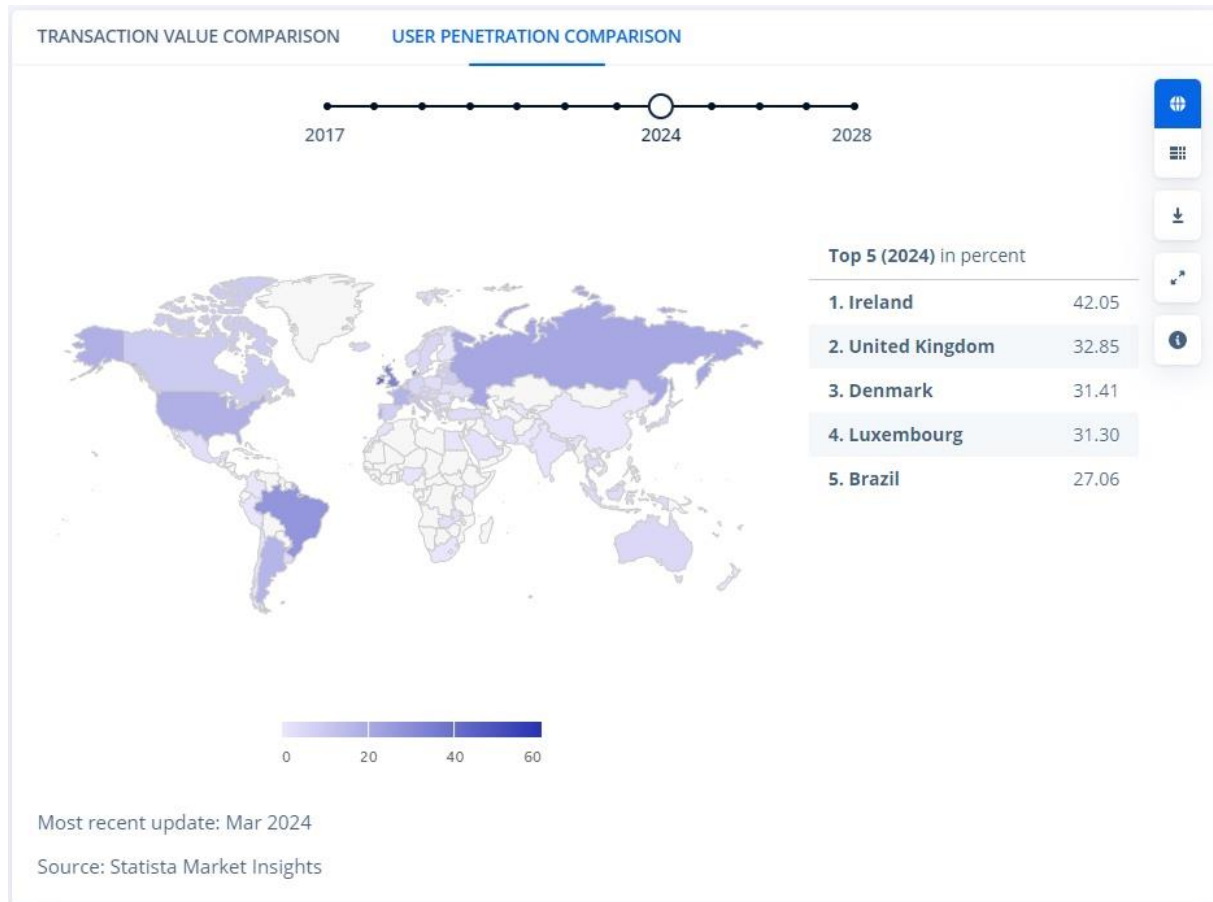 TRANSACTION VALUE COMPARISON USER PENETRATION COMPARISON
2017 2024 2028
Top 5 (2024) in percent
1. Ireland 42.05
2. United Kingdom 32.85
3. Denmark 31.41
4. Luxembourg 31.30
5. Brazil 27.06
0 20 40 60
Most recent update: Mar 2024
Source: Statista Market Insights